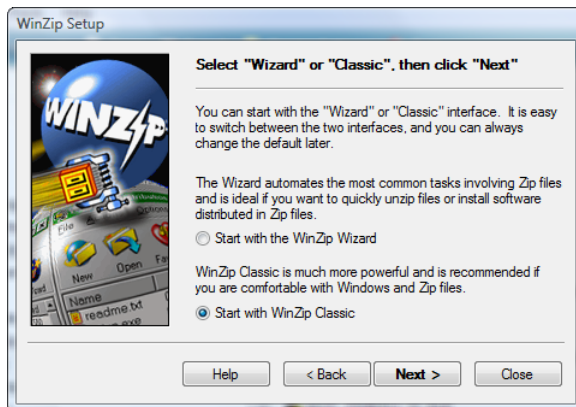 WinZip Setup
Select "Wizard" or "Classic", then click "Next"
You can start with the "Wizard" or "Classic" interface. It is easy
to switch between the two interfaces, and you can always
change the default later.
The Wizard automates the most common tasks involving Zip files
and is ideal if you want to quickly unzip files or install software
distributed in Zip files.
Start with the WinZip Wizard
WinZip Classic is much more powerful and is recommended if
you are comfortable with Windows and Zip files.
Start with WinZip Classic
WINZIP
File
Options
New
Open
Name
readme.txt
Help
< Back
Next >
Close